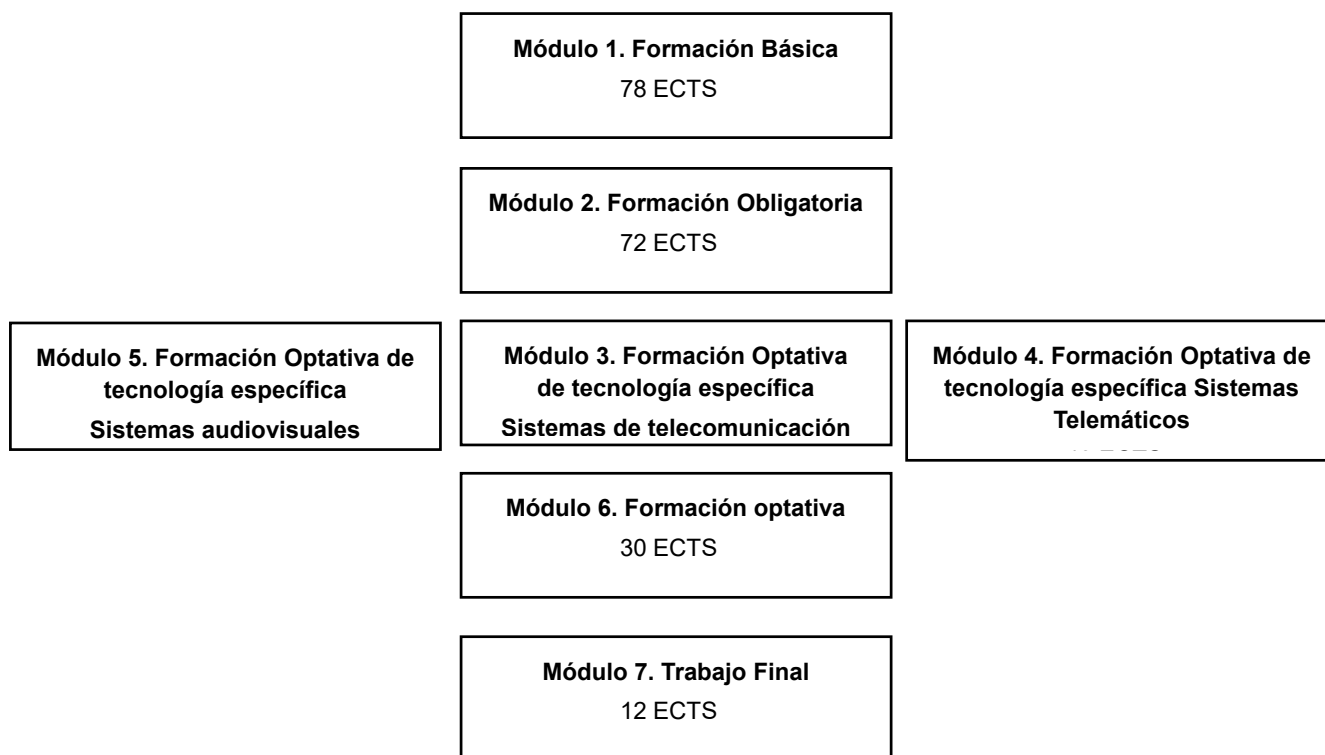 Módulo 1. Formación Básica
78 ECTS
Módulo 2. Formación Obligatoria
72 ECTS
Módulo 5. Formación Optativa de
tecnología específica
Sistemas audiovisuales
Módulo 3. Formación Optativa
de tecnología específica
Sistemas de telecomunicación
Módulo 4. Formación Optativa de
tecnología específica Sistemas
Telemáticos
Módulo 6. Formación optativa
30 ECTS
Módulo 7. Trabajo Final
12 ECTS